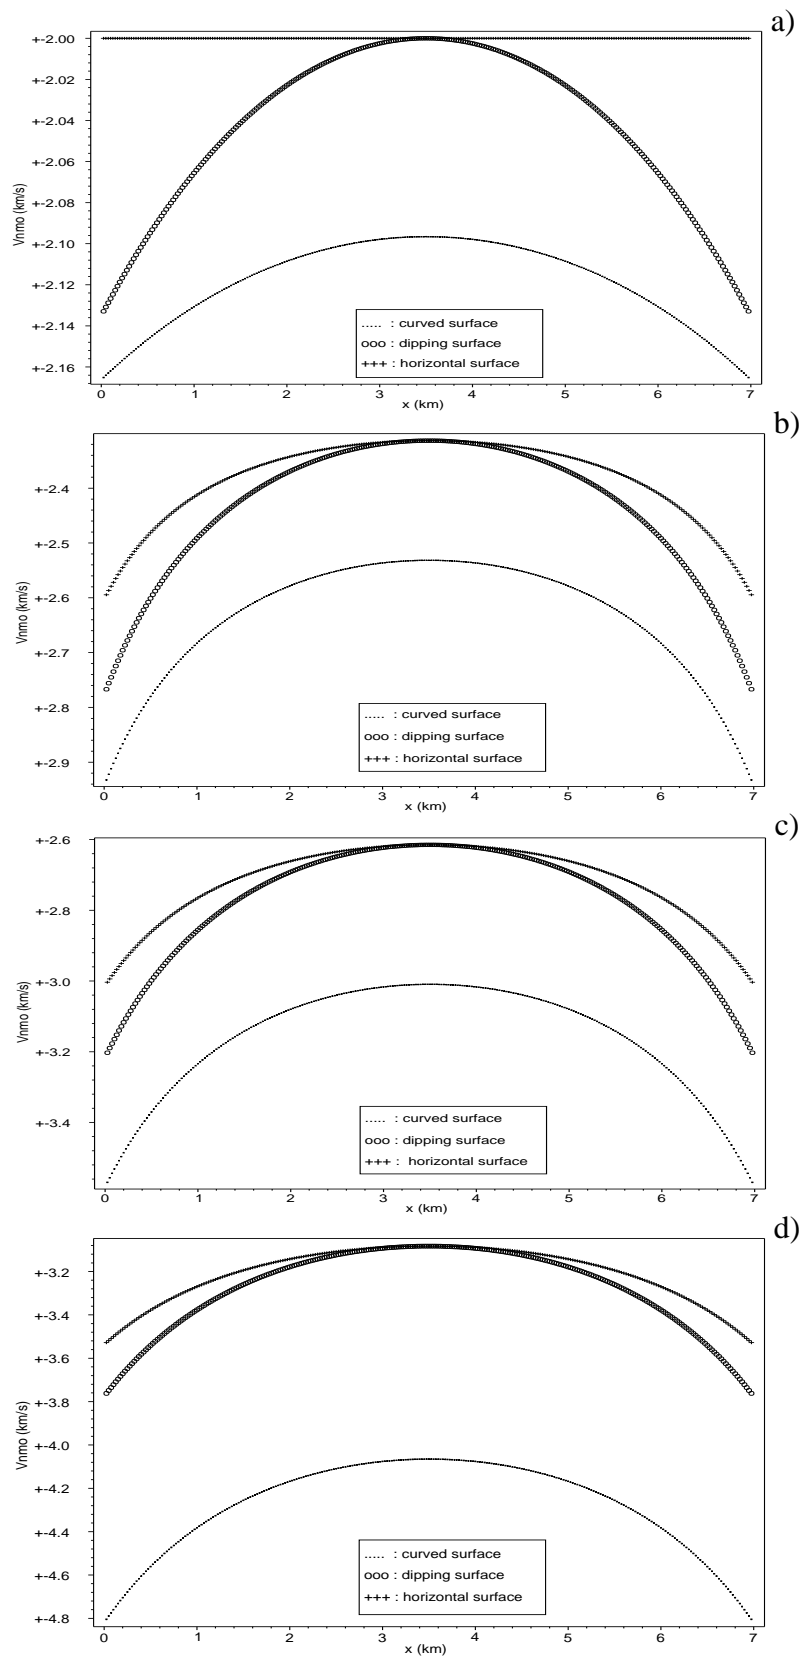 a)
+-2.00
+-2.02
+-2.04
+-2.06
+-2.08
+-2.10
+-2.12
+-2.14
+-2.16
Vnmo (km/s)
..... : curved surface
ooo : dipping surface
+++ : horizontal surface
0 1 2 3 4 5 6 7
x (km)
b)
+-2.4
+-2.5
+-2.6
+-2.7
+-2.8
+-2.9
Vnmo (km/s)
..... : curved surface
ooo : dipping surface
+++ : horizontal surface
0 1 2 3 4 5 6 7
x (km)
c)
+-2.6
+-2.8
+-3.0
+-3.2
+-3.4
Vnmo (km/s)
..... : curved surface
ooo : dipping surface
+++ : horizontal surface
0 1 2 3 4 5 6 7
x (km)
d)
+-3.2
+-3.4
+-3.6
+-3.8
+-4.0
+-4.2
+-4.4
+-4.6
+-4.8
Vnmo (km/s)
..... : curved surface
ooo : dipping surface
+++ : horizontal surface
0 1 2 3 4 5 6 7
x (km)